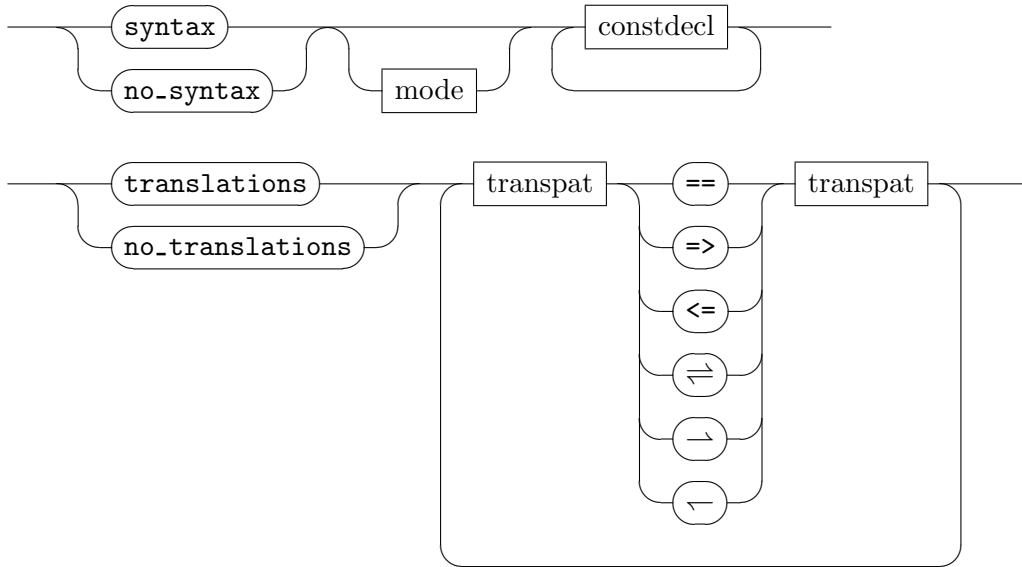 syntax constdecl
no_syntax mode
translations transpat == transpat
no_translations =>
<=
⇌
⇀
↽